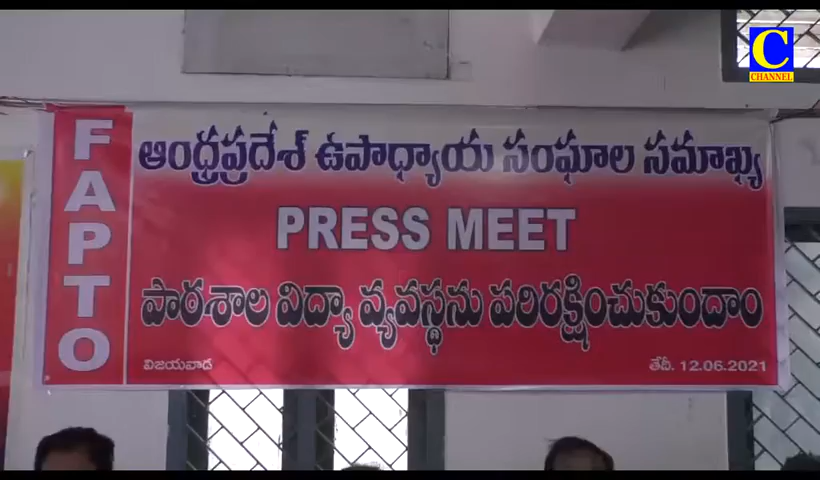 C
CHANNEL
FAPTO
ఆంధ్రప్రదేశ్ ఉపాధ్యాయ సంఘాల సమాఖ్య
PRESS MEET
పాఠశాల విద్యా వ్యవస్థను పరిరక్షించుకుందాం
విజయవాడ
తేదీ. 12.06.2021